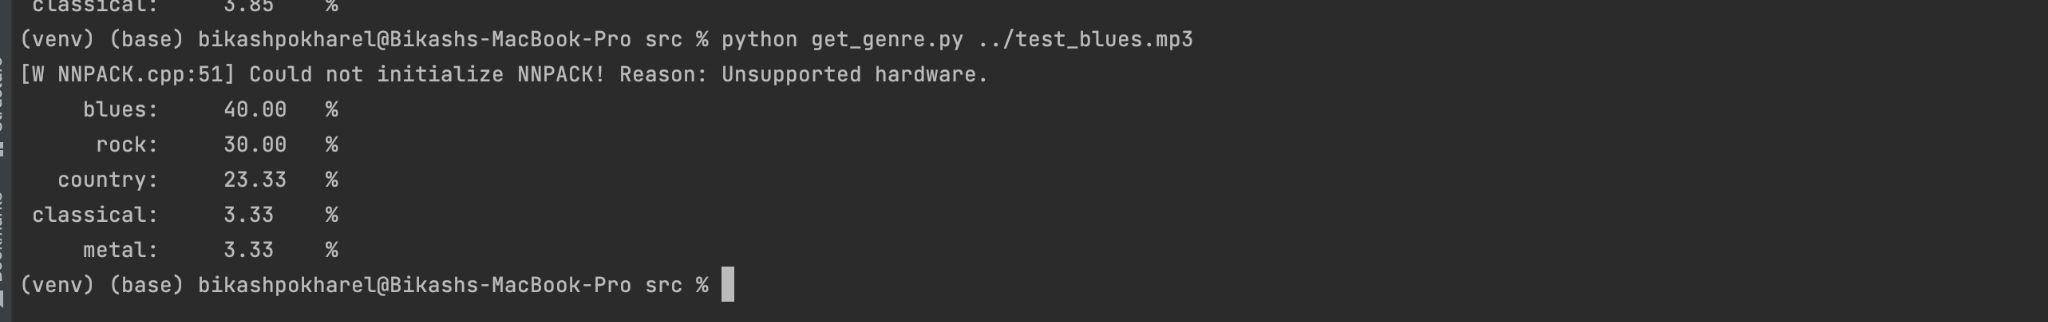 classical: 3.85 %
(venv) (base) bikashpokharel@Bikashs-MacBook-Pro src % python get_genre.py ../test_blues.mp3
[W NNPACK.cpp:51] Could not initialize NNPACK! Reason: Unsupported hardware.
blues: 40.00 %
rock: 30.00 %
country: 23.33 %
classical: 3.33 %
metal: 3.33 %
(venv) (base) bikashpokharel@Bikashs-MacBook-Pro src %